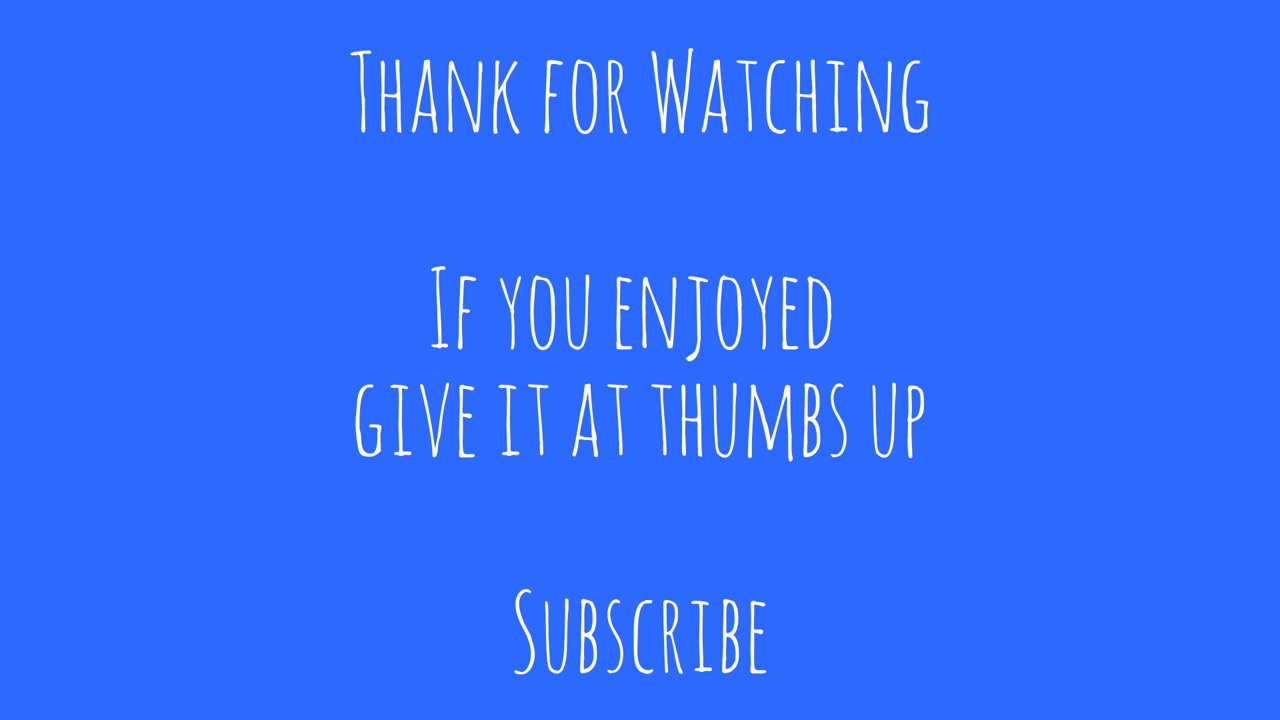 Thank for Watching
If you enjoyed
give it at thumbs up
Subscribe